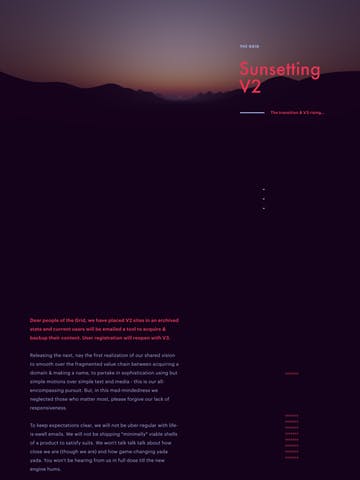 THE GRID
Sunsetting
V2
The transition & V3 rising...
Dear people of the Grid, we have placed V2 sites in an archived
state and current users will be emailed a tool to acquire &
backup their content. User registration will reopen with V3.
Releasing the next, nay the first realization of our shared vision
to smooth over the fragmented value chain between acquiring a
domain & making a name, to partake in sophistication using but
simple motions over simple text and media - this is our all-
encompassing pursuit. But, in this mad-mindedness we
neglected those who matter most, please forgive our lack of
responsiveness.
To keep expectations clear, we will not be uber regular with life-
is-swell emails. We will not be shipping "minimally" viable shells
of a product to satisfy suits. We won't talk talk talk about how
close we are (though we are) and how game-changing yada
yada. You won't be hearing from us in full doze till the new
engine hums.